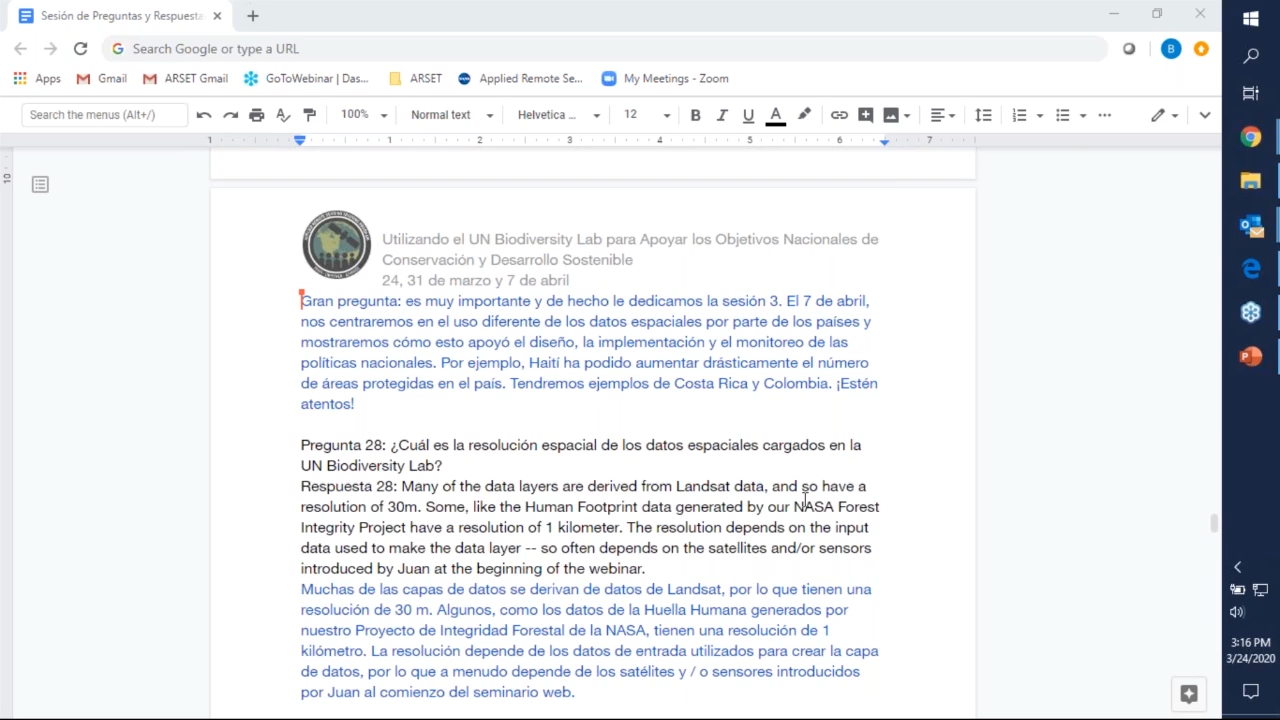 Sesión de Preguntas y Respuesta
Search Google or type a URL
B
Apps
Gmail
ARSET Gmail
GoToWebinar | Das...
ARSET
Applied Remote Se...
My Meetings - Zoom
Search the menus (Alt+/)
100%
Normal text
Helvetica ...
12
B
I
U
A
1
1
2
3
4
5
6
7
10
Utilizando el UN Biodiversity Lab para Apoyar los Objetivos Nacionales de
Conservación y Desarrollo Sostenible
24, 31 de marzo y 7 de abril
Gran pregunta: es muy importante y de hecho le dedicamos la sesión 3. El 7 de abril,
nos centraremos en el uso diferente de los datos espaciales por parte de los países y
mostraremos cómo esto apoyó el diseño, la implementación y el monitoreo de las
políticas nacionales. Por ejemplo, Haití ha podido aumentar drásticamente el número
de áreas protegidas en el país. Tendremos ejemplos de Costa Rica y Colombia. ¡Estén
atentos!
Pregunta 28: ¿Cuál es la resolución espacial de los datos espaciales cargados en la
UN Biodiversity Lab?
Respuesta 28: Many of the data layers are derived from Landsat data, and so have a
resolution of 30m. Some, like the Human Footprint data generated by our NASA Forest
Integrity Project have a resolution of 1 kilometer. The resolution depends on the input
data used to make the data layer -- so often depends on the satellites and/or sensors
introduced by Juan at the beginning of the webinar.
Muchas de las capas de datos se derivan de datos de Landsat, por lo que tienen una
resolución de 30 m. Algunos, como los datos de la Huella Humana generados por
nuestro Proyecto de Integridad Forestal de la NASA, tienen una resolución de 1
kilómetro. La resolución depende de los datos de entrada utilizados para crear la capa
de datos, por lo que a menudo depende de los satélites y / o sensores introducidos
por Juan al comienzo del seminario web.
3:16 PM
3/24/2020